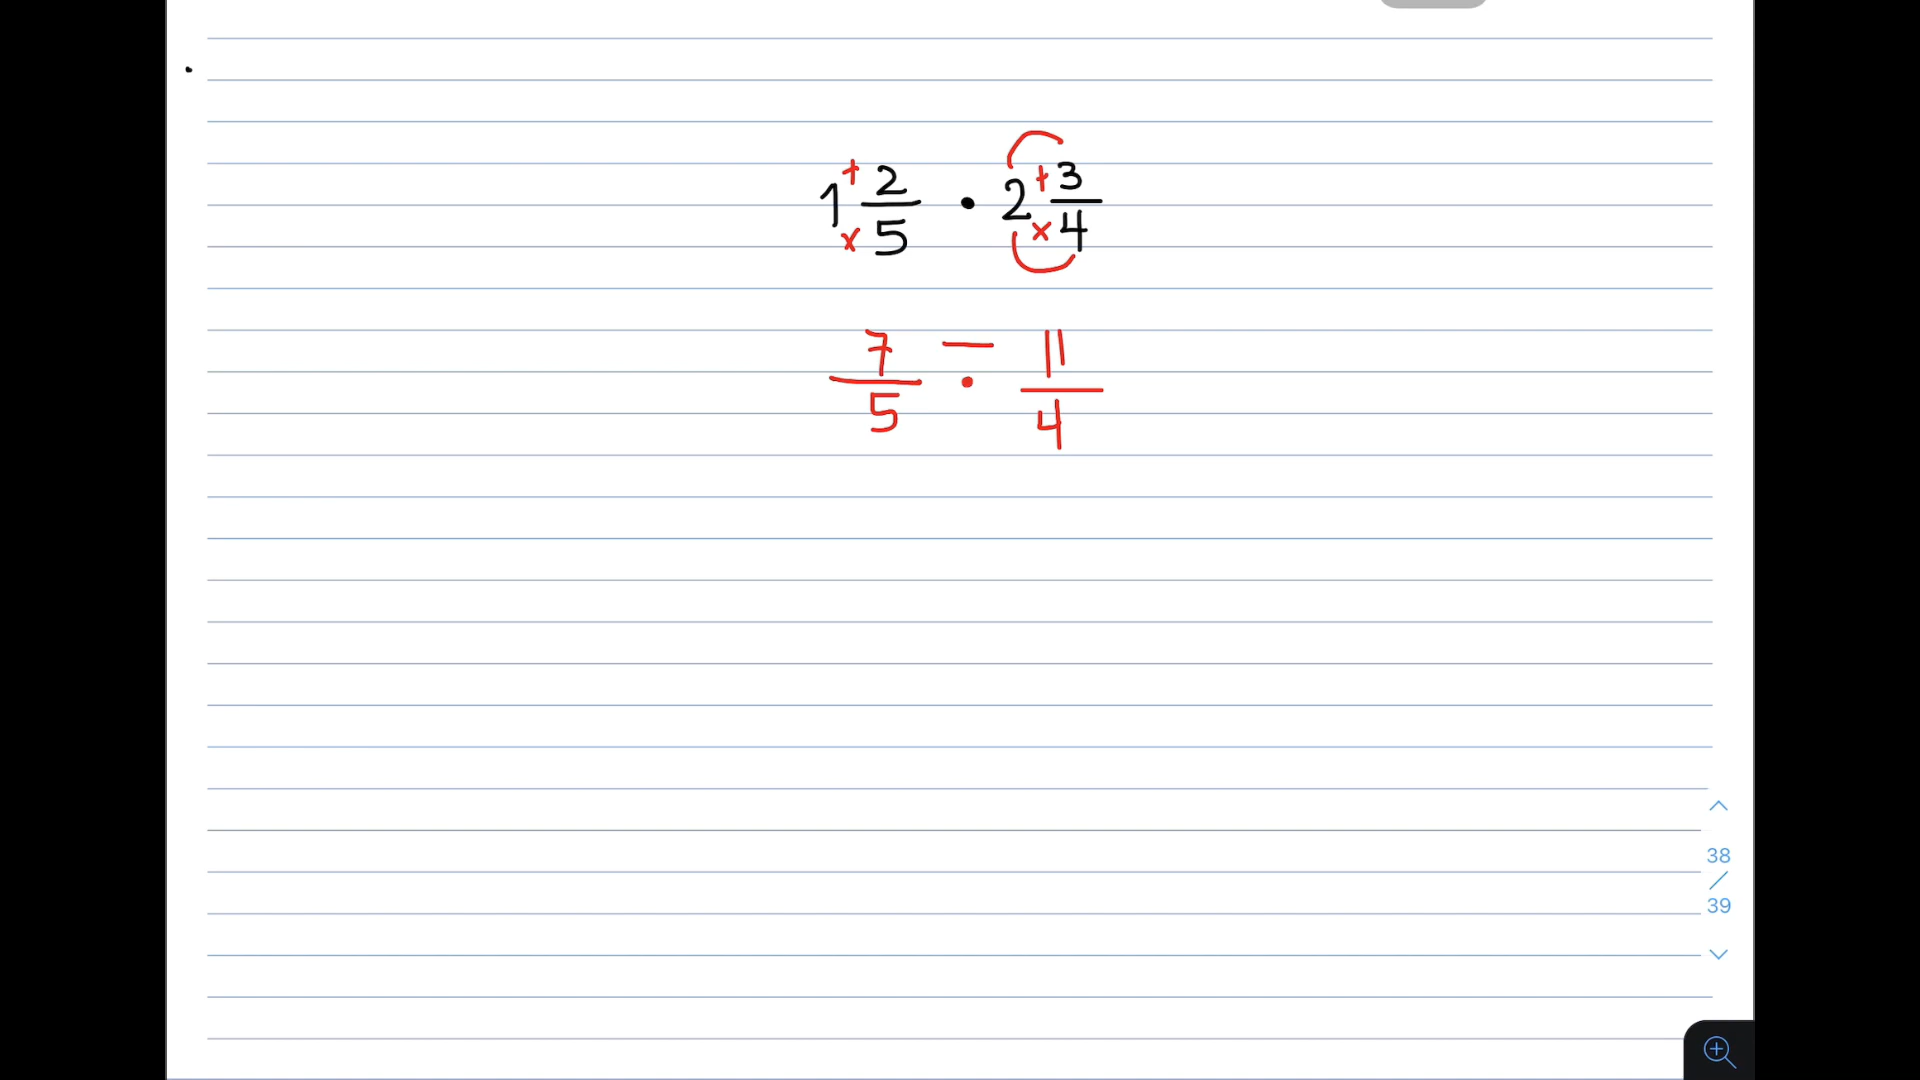 1 + 2/5 • 2 + 3/4
x x
7/5 — • 11/4
38
/
39